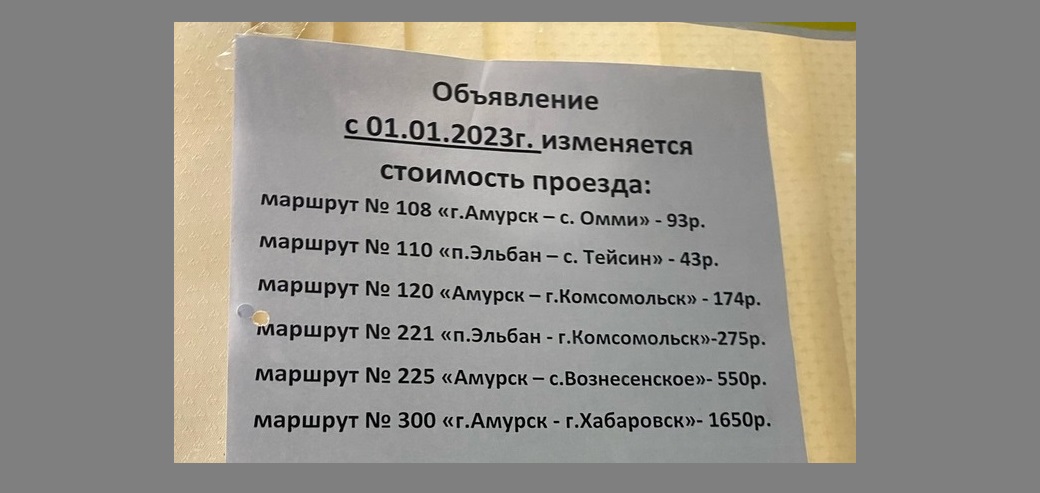 Объявление
с 01.01.2023г. изменяется
стоимость проезда:
маршрут № 108 «г.Амурск – с. Омми» - 93р.
маршрут № 110 «п.Эльбан – с. Тейсин» - 43р.
маршрут № 120 «Амурск – г.Комсомольск» - 174р.
маршрут № 221 «п.Эльбан - г.Комсомольск»-275р.
маршрут № 225 «Амурск – с.Вознесенское»- 550р.
маршрут № 300 «г.Амурск - г.Хабаровск»- 1650р.